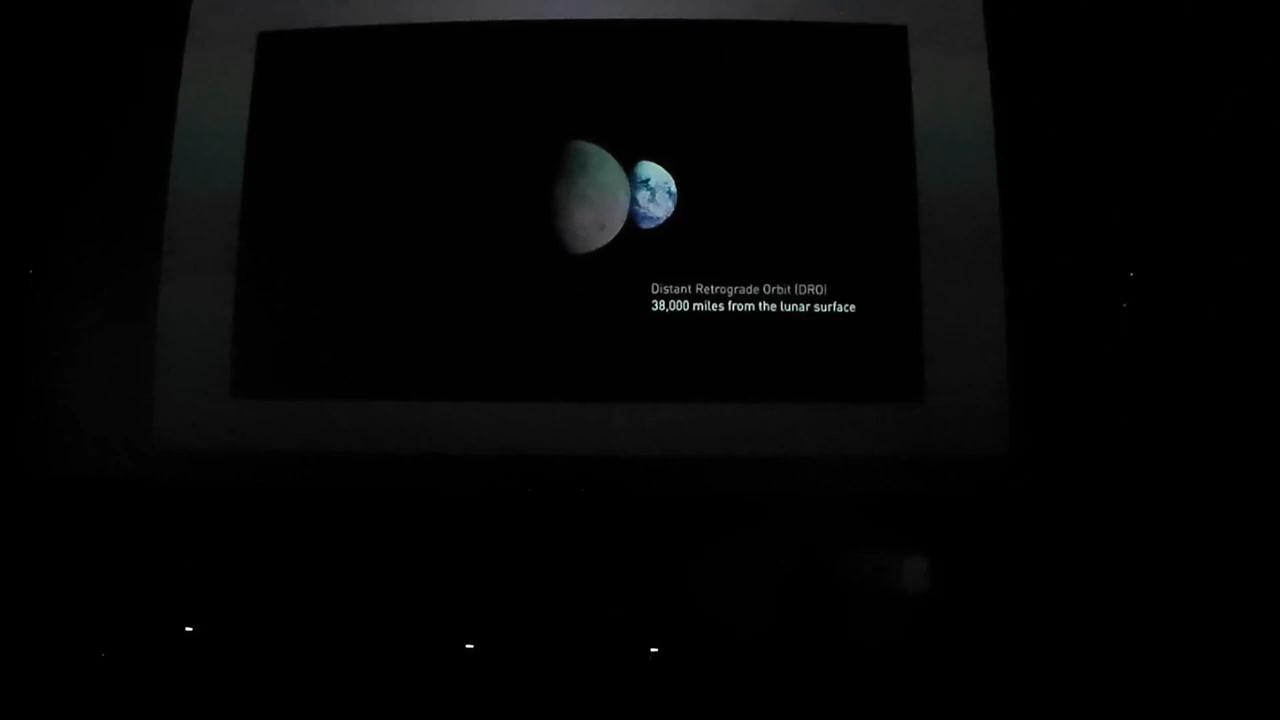 Distant Retrograde Orbit (DRO)
38,000 miles from the lunar surface